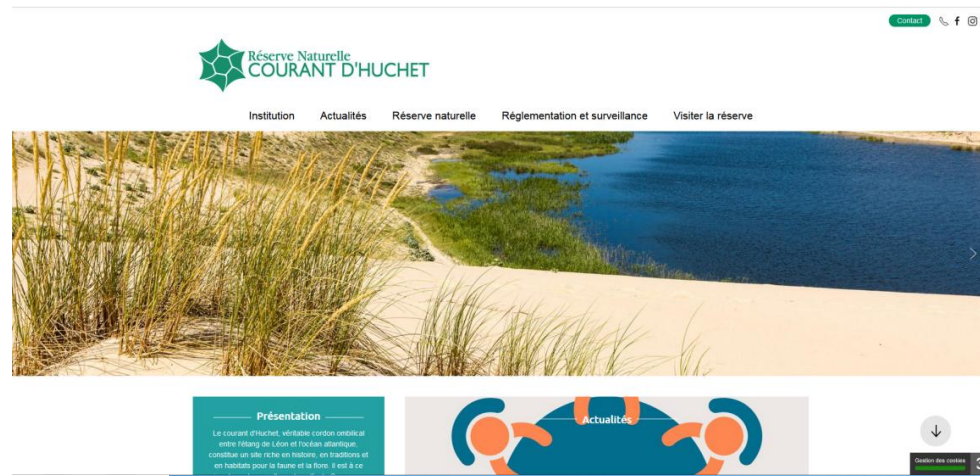 Contact
Réserve Naturelle
COURANT D'HUCHET
Institution Actualités Réserve naturelle Réglementation et surveillance Visiter la réserve
Présentation
Le courant d'Huchet, véritable cordon ombilical
entre l'étang de Léon et l'océan atlantique,
constitue un site riche en histoire, en traditions et
en habitats pour la faune et la flore. Il est à ce
Actualités
Gestion des cookies